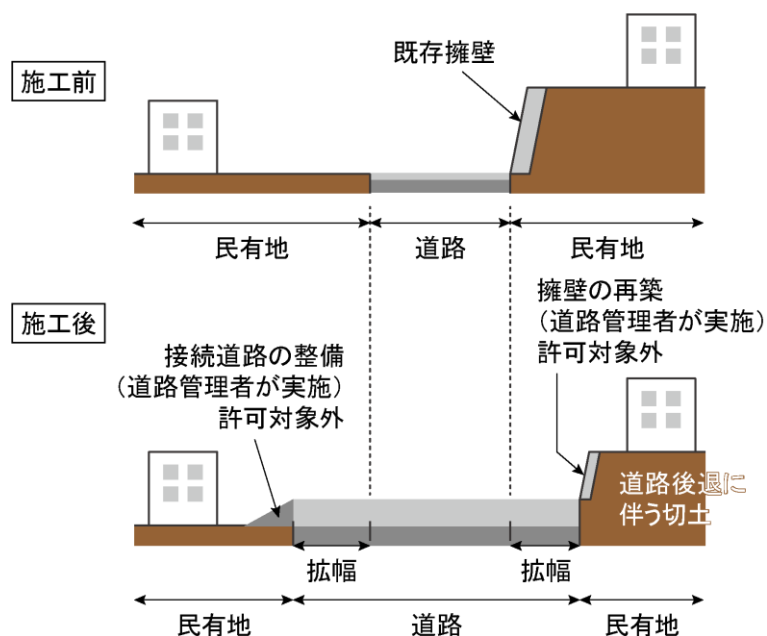 施工前
既存擁壁
民有地
道路
民有地
施工後
擁壁の再築
（道路管理者が実施）
許可対象外
接続道路の整備
（道路管理者が実施）
許可対象外
道路後退に
伴う切土
拡幅
拡幅
民有地
道路
民有地